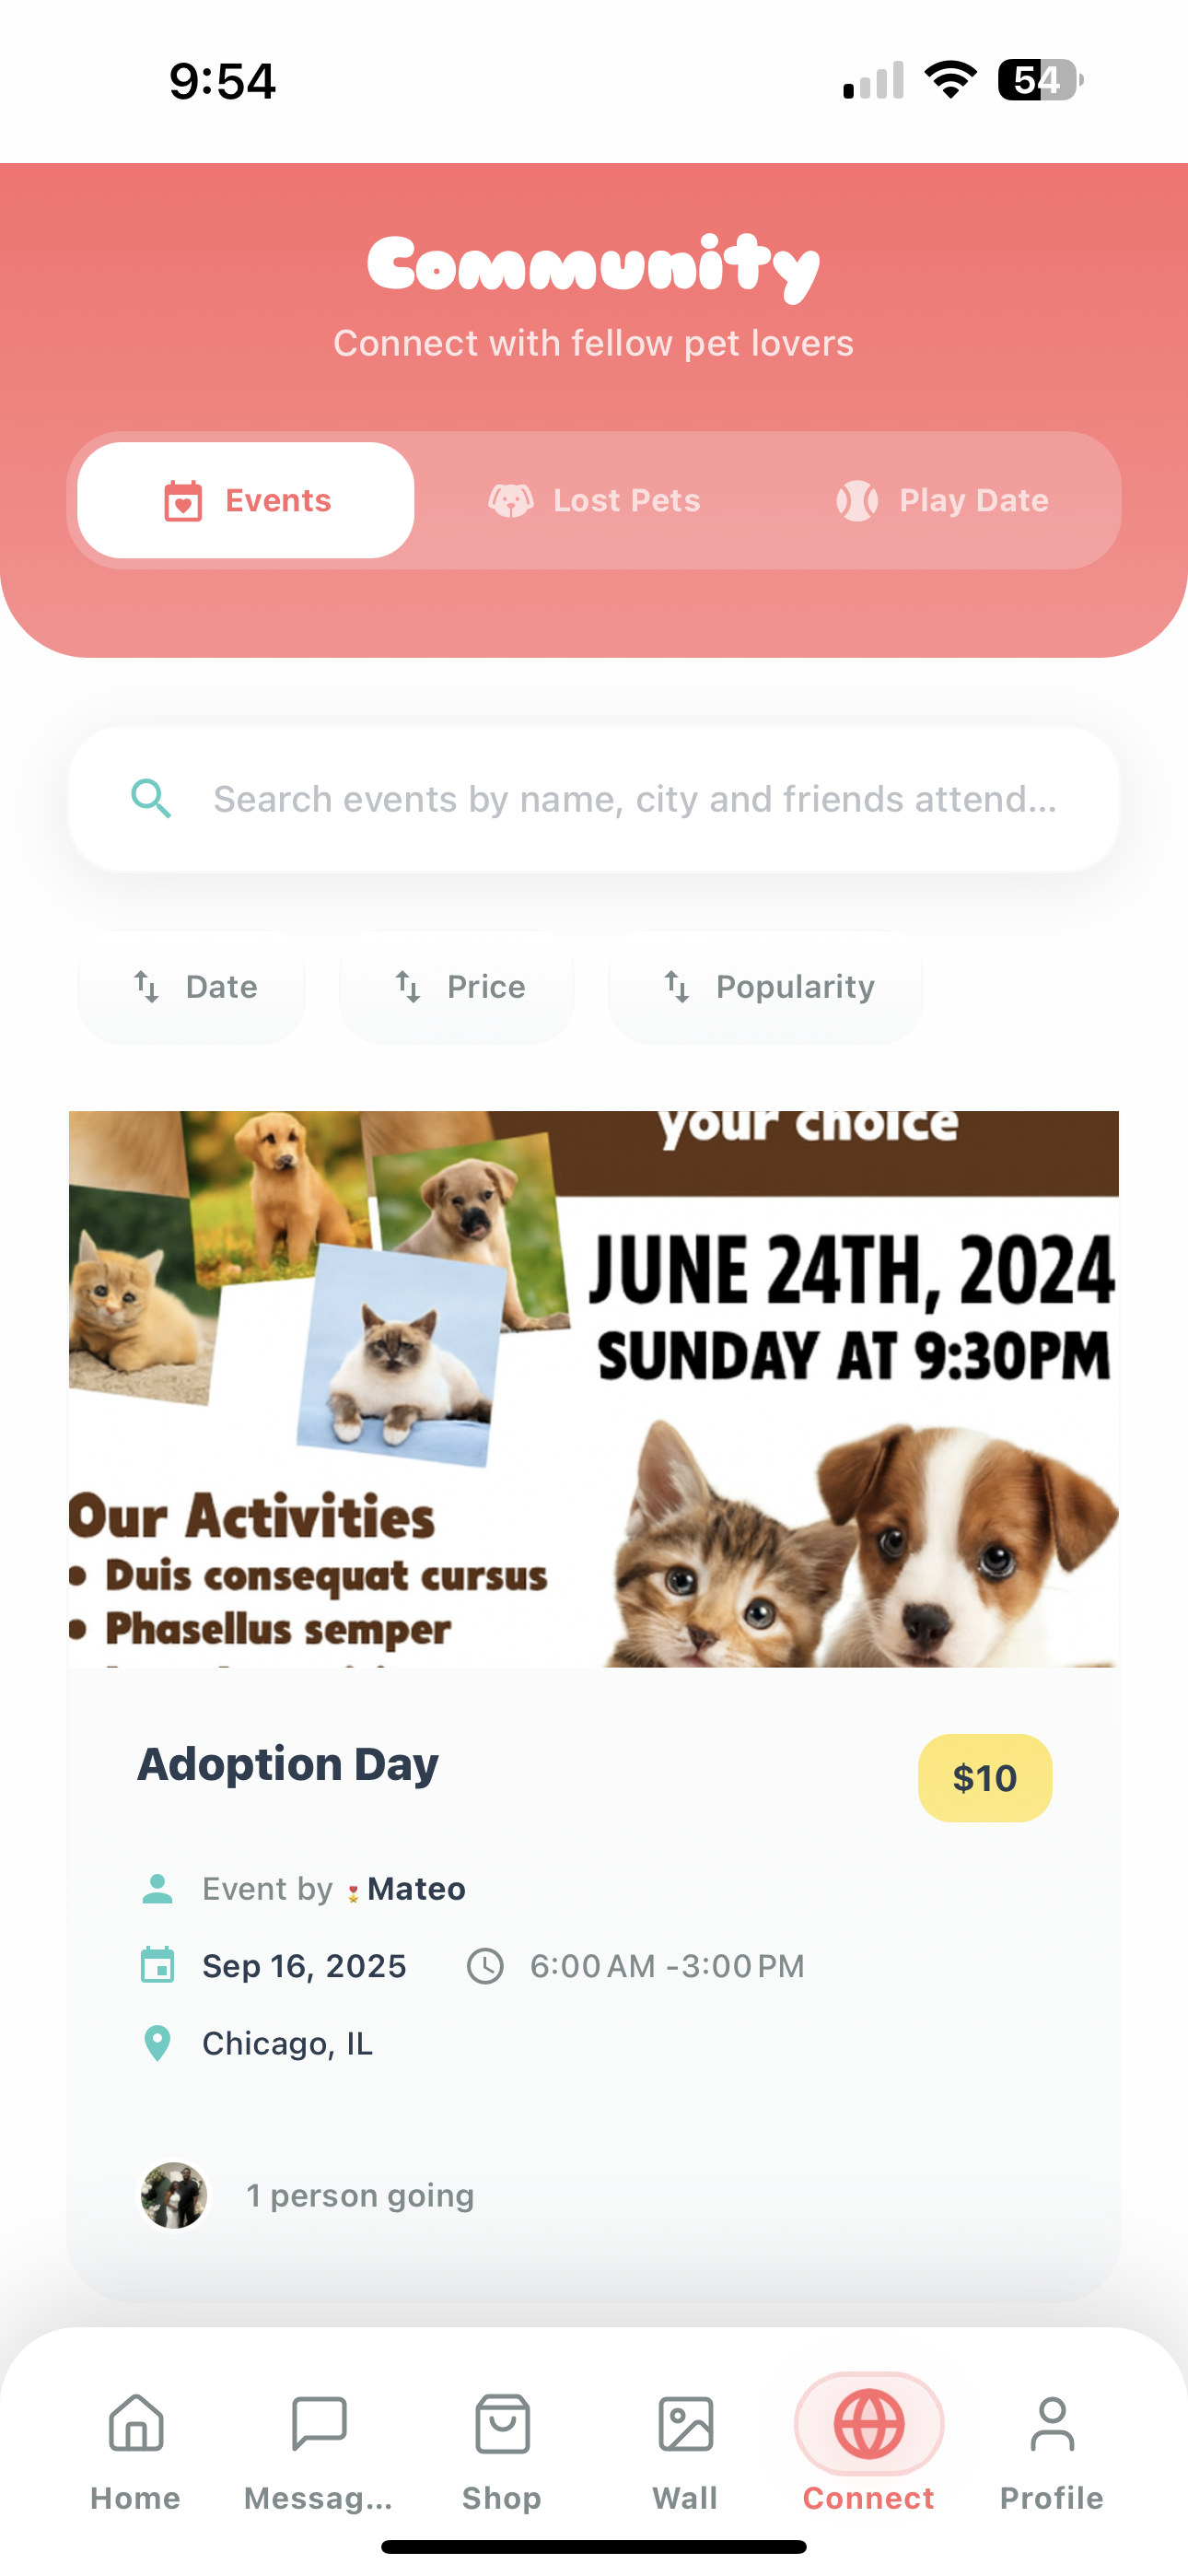 9:54
54
Community
Connect with fellow pet lovers
Events
Lost Pets
Play Date
Search events by name, city and friends attend...
Date
Price
Popularity
your choice
JUNE 24TH, 2024
SUNDAY AT 9:30PM
Our Activities
• Duis consequat cursus
• Phasellus semper
Adoption Day
$10
Event by Mateo
Sep 16, 2025
6:00 AM -3:00 PM
Chicago, IL
1 person going
Home
Messag...
Shop
Wall
Connect
Profile